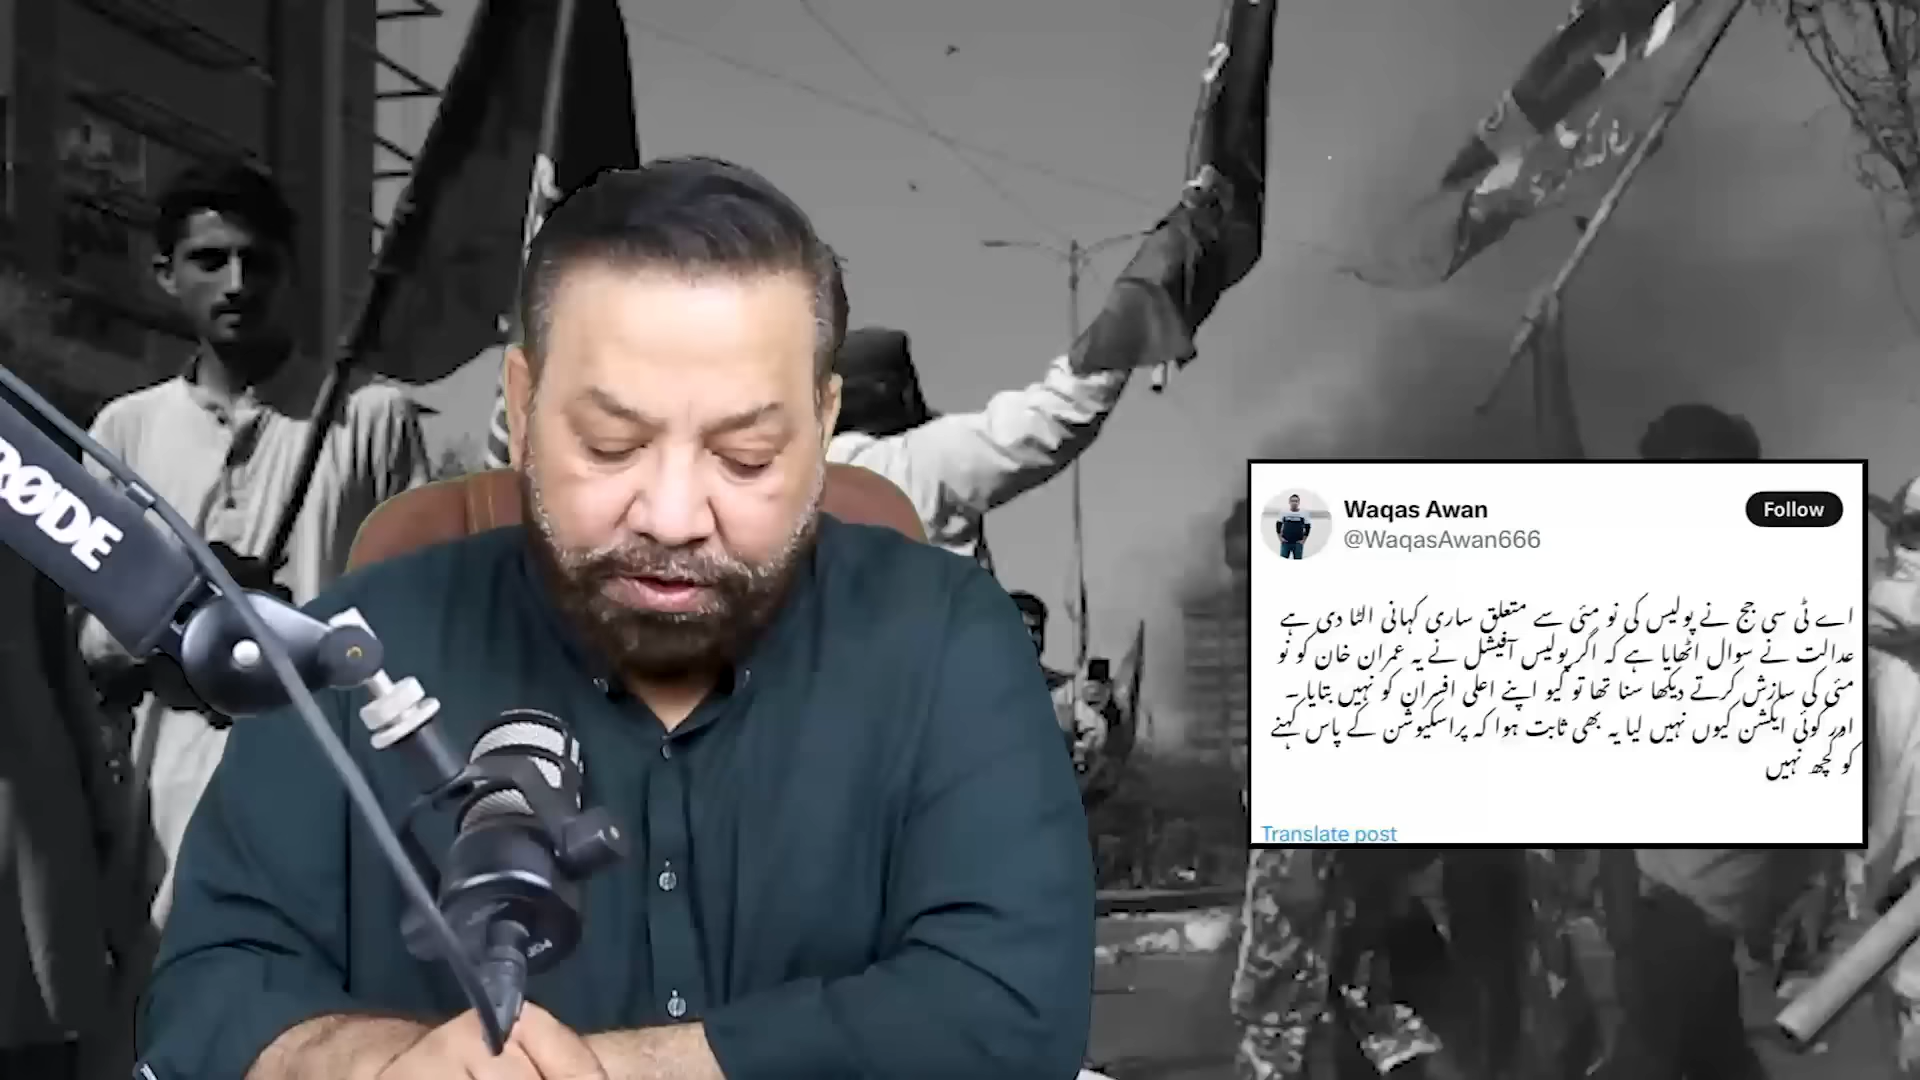 RØDE
Waqas Awan
@WaqasAwan666
Follow
اے ٹی سی جج نے پولیس کی نو مئی سے متعلق ساری کہانی الٹا دی ہے
عدالت نے سوال اٹھایا ہے کہ اگر پولیس آفیشل نے یہ عمران خان کو نو
مئی کی سازش کرتے دیکھا سنا تھا تو کیو اپنے اعلی افسران کو نہیں بتایا۔
اور کوئی ایکشن کیوں نہیں لیا یہ بھی ثابت ہوا کہ پراسکیوشن کے پاس کہنے
کو کچھ نہیں
Translate post